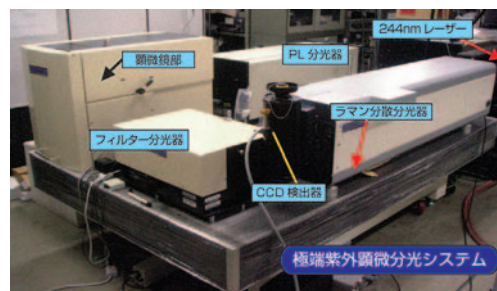 244nm レーザー
顕微鏡部
PL 分光器
フィルター分光器
ラマン分散分光器
CCD 検出器
極端紫外顕微分光システム